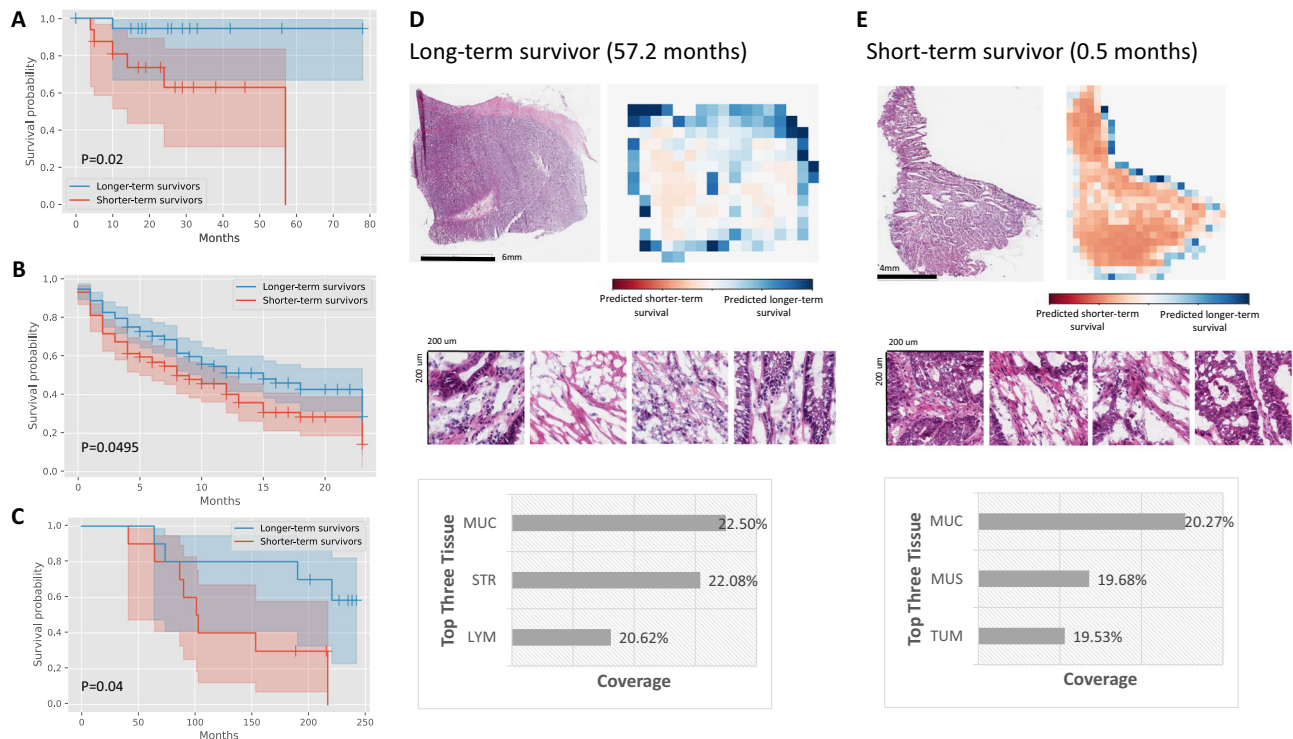 A
1.0
0.8
0.6
0.4
0.2
0.0
Survival probability
P=0.02
Longer-term survivors
Shorter-term survivors
0 10 20 30 40 50 60 70 80
Months
B
1.0
0.8
0.6
0.4
0.2
0.0
Survival probability
Longer-term survivors
Shorter-term survivors
P=0.0495
0 5 10 15 20
Months
C
1.0
0.8
0.6
0.4
0.2
0.0
Survival probability
Longer-term survivors
Shorter-term survivors
P=0.04
0 50 100 150 200 250
Months
D
Long-term survivor (57.2 months)
6mm
Predicted shorter-term survival
Predicted longer-term survival
200 um
200 um
Top Three Tissue
MUC 22.50%
STR 22.08%
LYM 20.62%
Coverage
E
Short-term survivor (0.5 months)
4mm
Predicted shorter-term survival
Predicted longer-term survival
200 um
200 um
Top Three Tissue
MUC 20.27%
MUS 19.68%
TUM 19.53%
Coverage